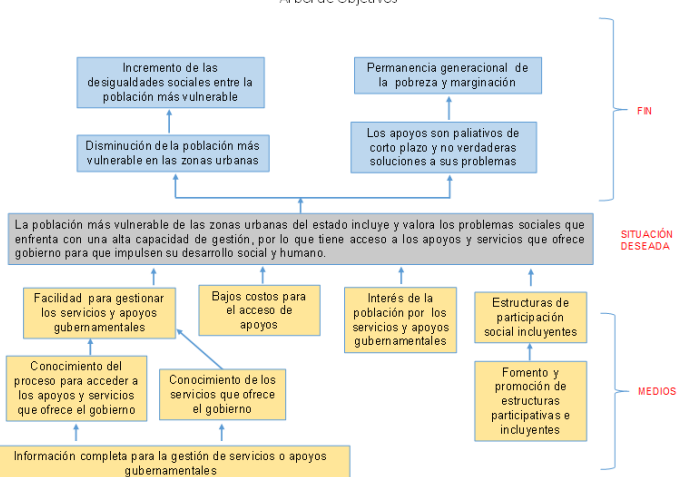 Árbol de Objetivos
Incremento de las
desigualdades sociales entre la
población más vulnerable
Permanencia generacional de
la pobreza y marginación
FIN
Disminución de la población más
vulnerable en las zonas urbanas
Los apoyos son paliativos de
corto plazo y no verdaderas
soluciones a sus problemas
La población más vulnerable de las zonas urbanas del estado incluye y valora los problemas sociales que
enfrenta con una alta capacidad de gestión, por lo que tiene acceso a los apoyos y servicios que ofrece
gobierno para que impulsen su desarrollo social y humano.
SITUACIÓN
DESEADA
Facilidad para gestionar
los servicios y apoyos
gubernamentales
Bajos costos para
el acceso de
apoyos
Interés de la
población por los
servicios y apoyos
gubernamentales
Estructuras de
participación
social incluyentes
Conocimiento del
proceso para acceder a
los apoyos y servicios
que ofrece el gobierno
Conocimiento de los
servicios que ofrece
el gobierno
Fomento y
promoción de
estructuras
participativas e
incluyentes
MEDIOS
Información completa para la gestión de servicios o apoyos
gubernamentales